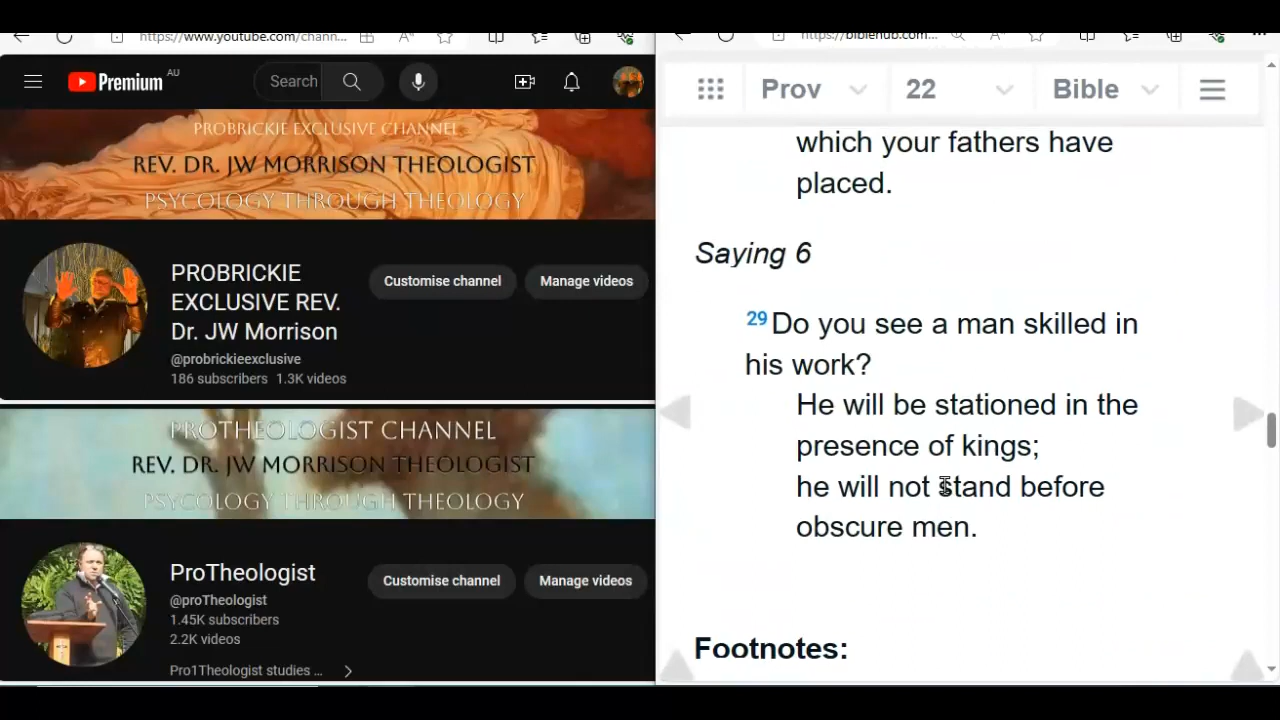 https://www.youtube.com/chann...
Premium
AU
Search
PROBRICKIE EXCLUSIVE CHANNEL
REV. DR. JW MORRISON THEOLOGIST
PSYCOLOGY THROUGH THEOLOGY
PROBRICKIE
EXCLUSIVE REV.
Dr. JW Morrison
@probrickieexclusive
186 subscribers 1.3K videos
Customise channel
Manage videos
PROTHEOLOGIST CHANNEL
REV. DR. JW MORRISON THEOLOGIST
PSYCOLOGY THROUGH THEOLOGY
ProTheologist
@proTheologist
1.45K subscribers
2.2K videos
Pro1Theologist studies ...
Customise channel
Manage videos
https://biblehub.com...
Prov 22 Bible
which your fathers have
placed.
Saying 6
29 Do you see a man skilled in
his work?
He will be stationed in the
presence of kings;
he will not stand before
obscure men.
Footnotes: